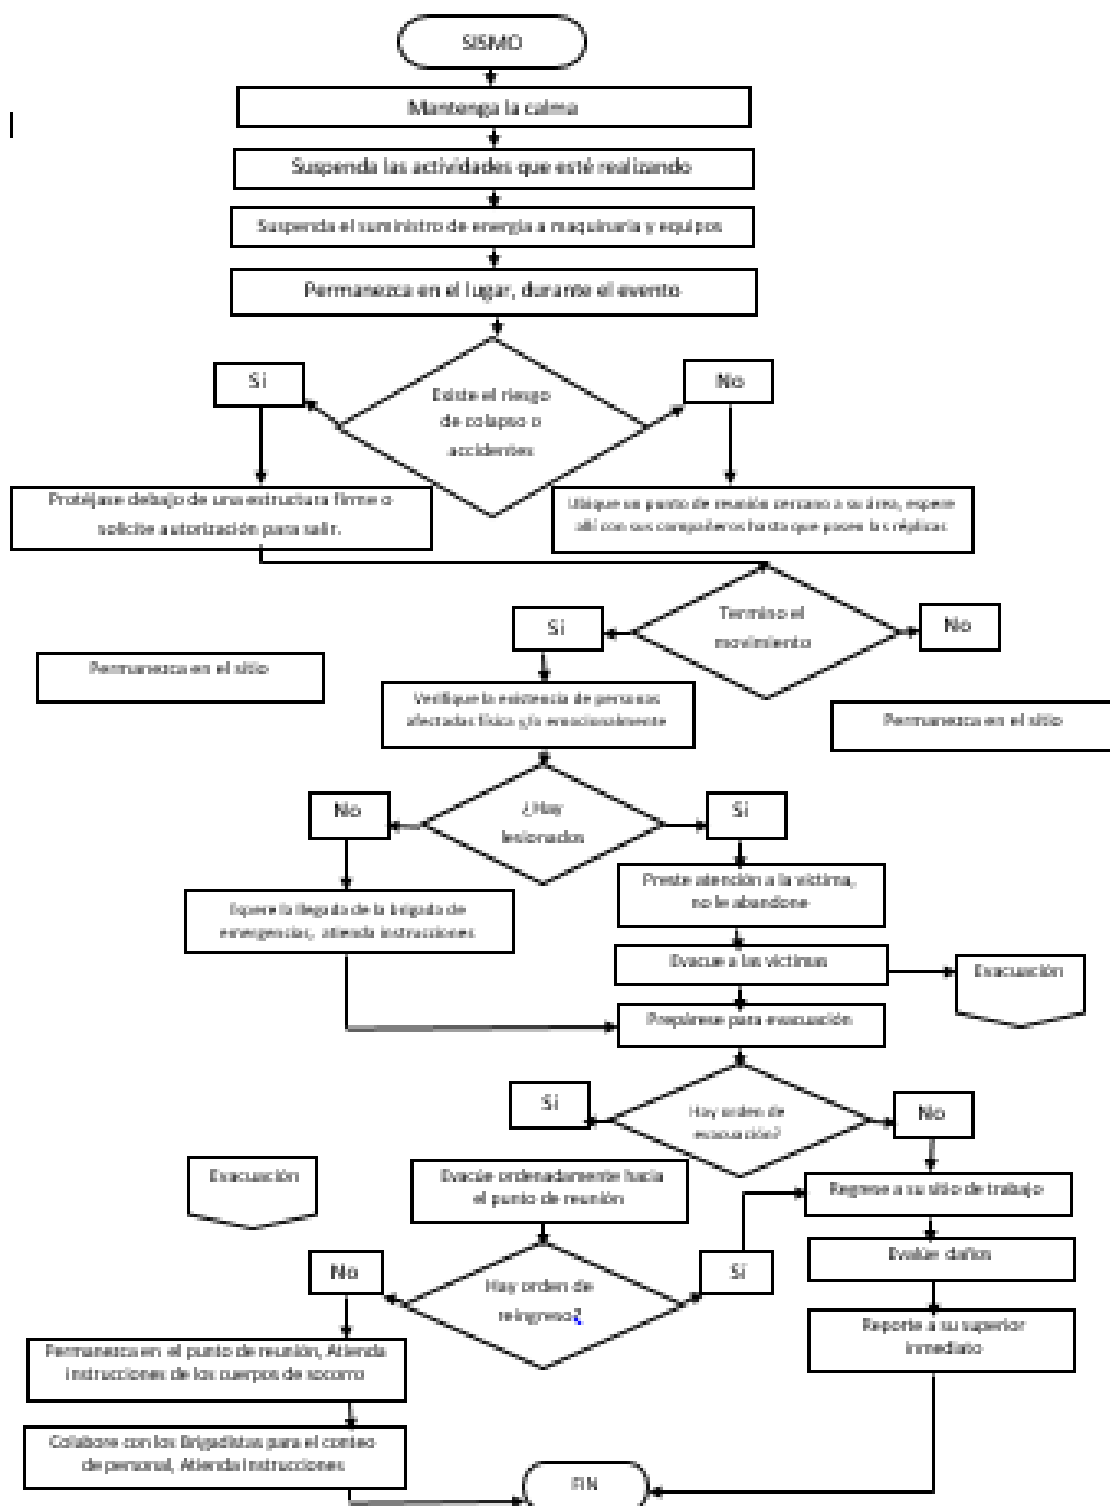 SISMO
Mantenga la calma
Suspenda las actividades que esté realizando
Suspenda el suministro de energía a maquinaria y equipos
Permanezca en el lugar, durante el evento
Si
No
Existe el riesgo
de colapso o
accidentes
Protéjase debajo de una estructura firme o
solicite autorización para salir.
Ubique un punto de reunión cercano a su área, espere
allí con sus compañeros hasta que pasen las réplicas
Termino el
movimiento
Si
No
Permanezca en el sitio
Verifique la existencia de personas
afectadas física y/o emocionalmente
Permanezca en el sitio
No
¿Hay
lesionados
Si
Preste atención a la víctima,
no le abandone
Espere la llegada de la brigada de
emergencias, atienda instrucciones
Evacue a las víctimas
Evacuación
Prepárese para evacuación
Si
Hay orden de
evacuación?
No
Evacuación
Evacúe ordenadamente hacia
el punto de reunión
Regrese a su sitio de trabajo
No
Hay orden de
reingreso?
Si
Evalúe daños
Reporte a su superior
inmediato
Permanezca en el punto de reunión, Atienda
instrucciones de los cuerpos de socorro
Colabore con los Brigadistas para el conteo
de personal, Atienda Instrucciones
FIN